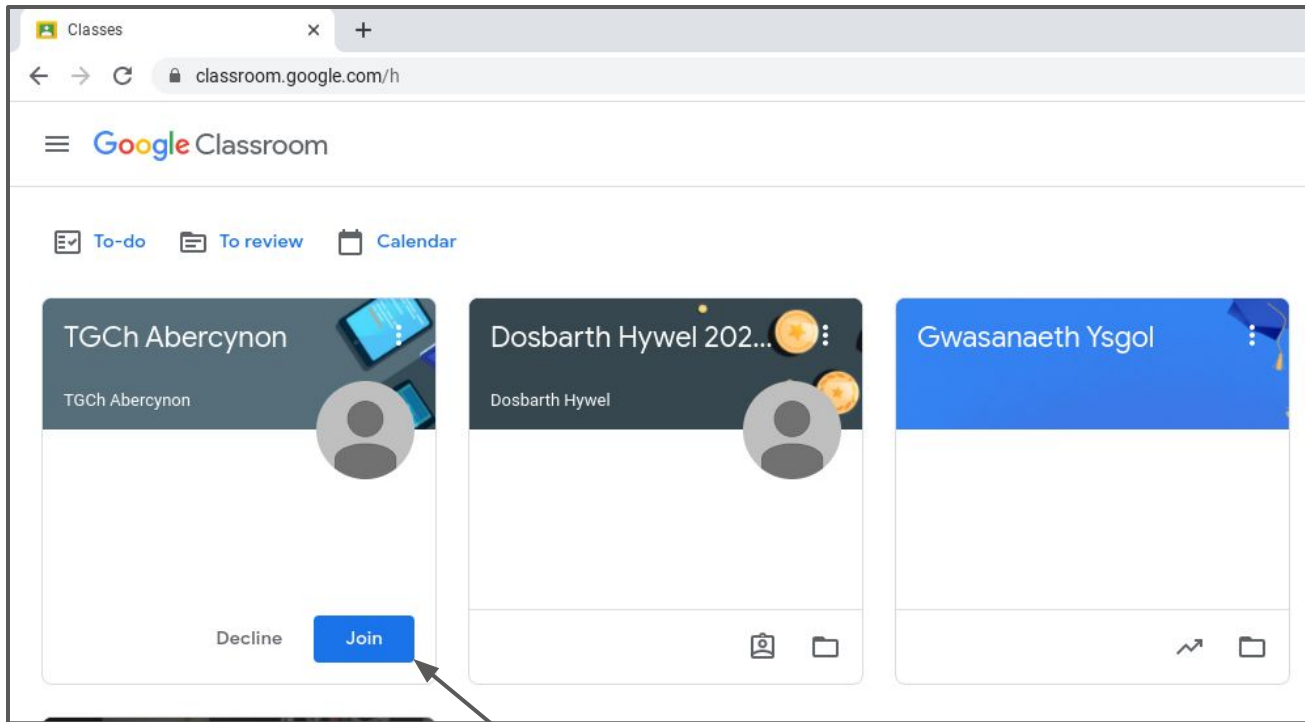 Classes
classroom.google.com/h
Google Classroom
To-do To review Calendar
TGCh Abercynon
TGCh Abercynon
Decline Join
Dosbarth Hywel 202...
Dosbarth Hywel
Gwasanaeth Ysgol